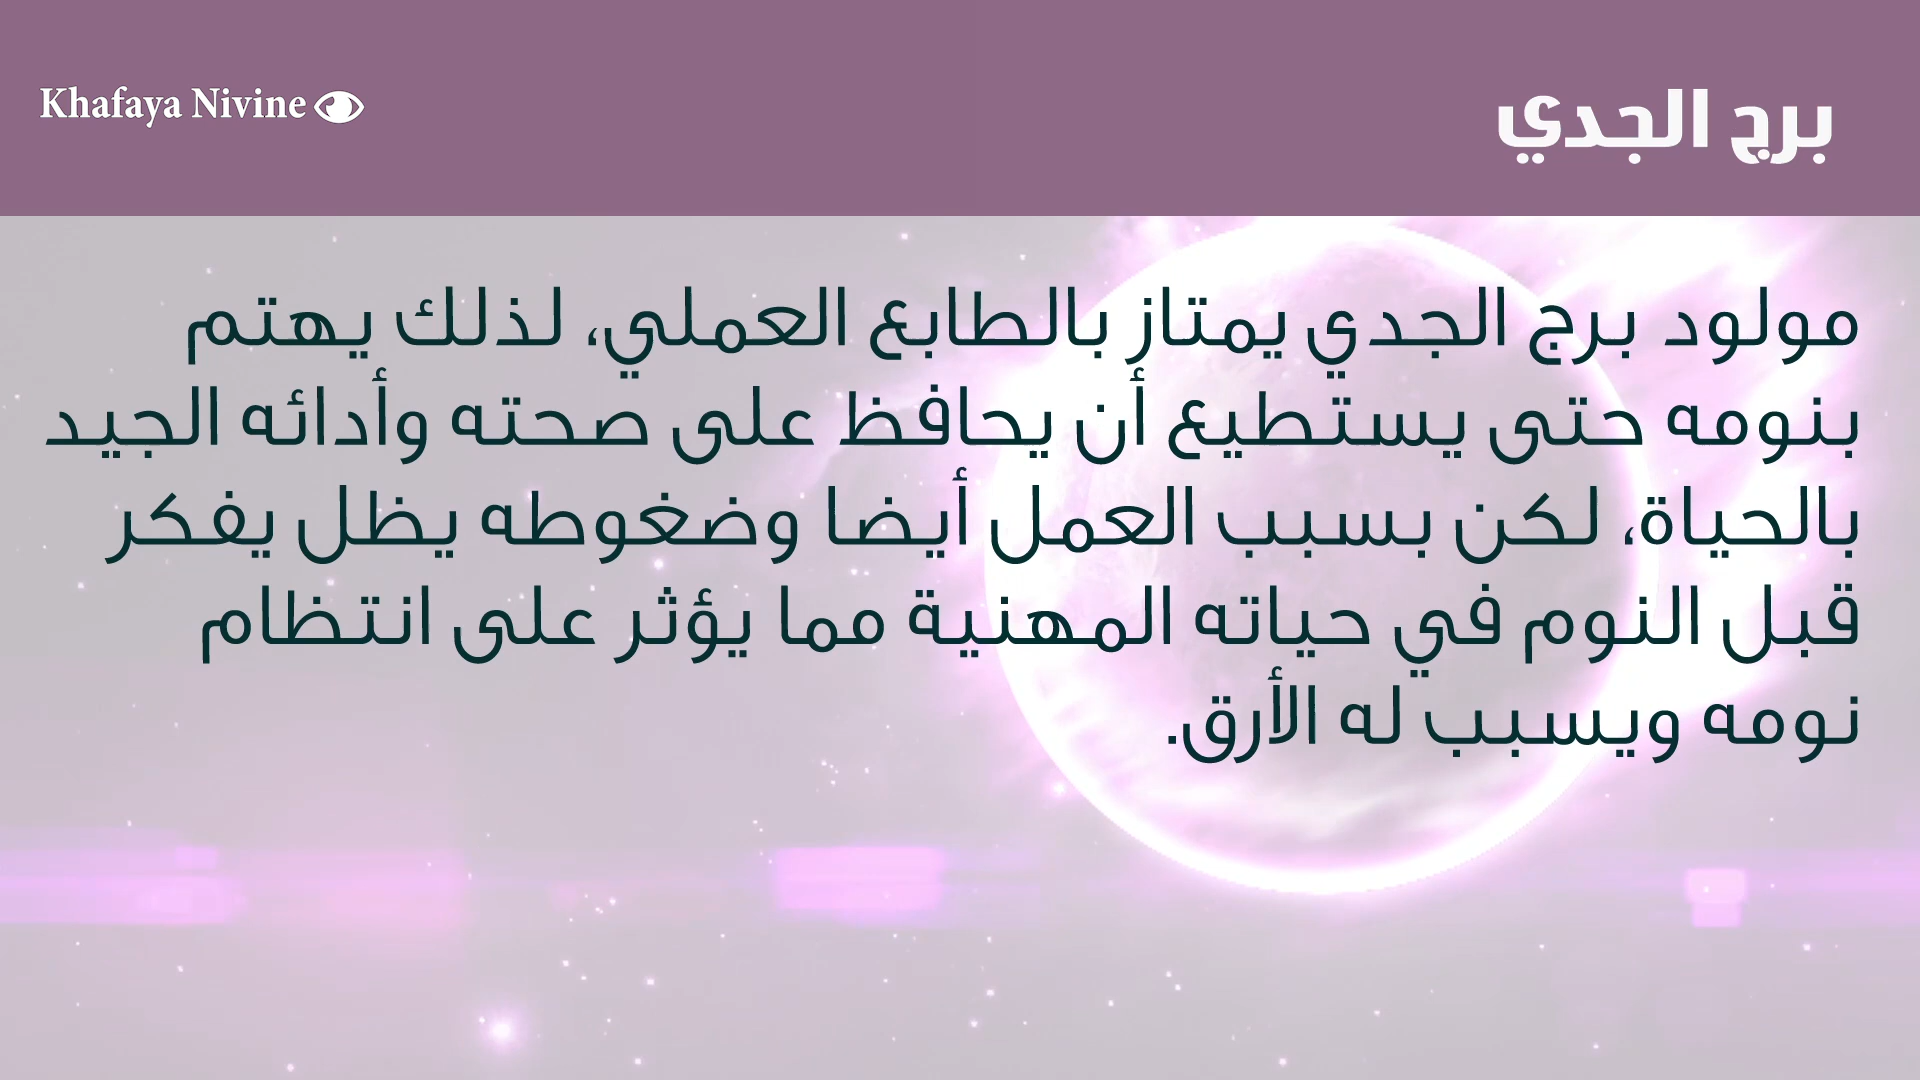 Khafaya Nivine
برج الجدي
مولود برج الجدي يمتاز بالطابع العملي، لذلك يهتم
بنومه حتى يستطيع أن يحافظ على صحته وأدائه الجيد
بالحياة، لكن بسبب العمل أيضا وضغوطه يظل يفكر
قبل النوم في حياته المهنية مما يؤثر على انتظام
نومه ويسبب له الأرق.